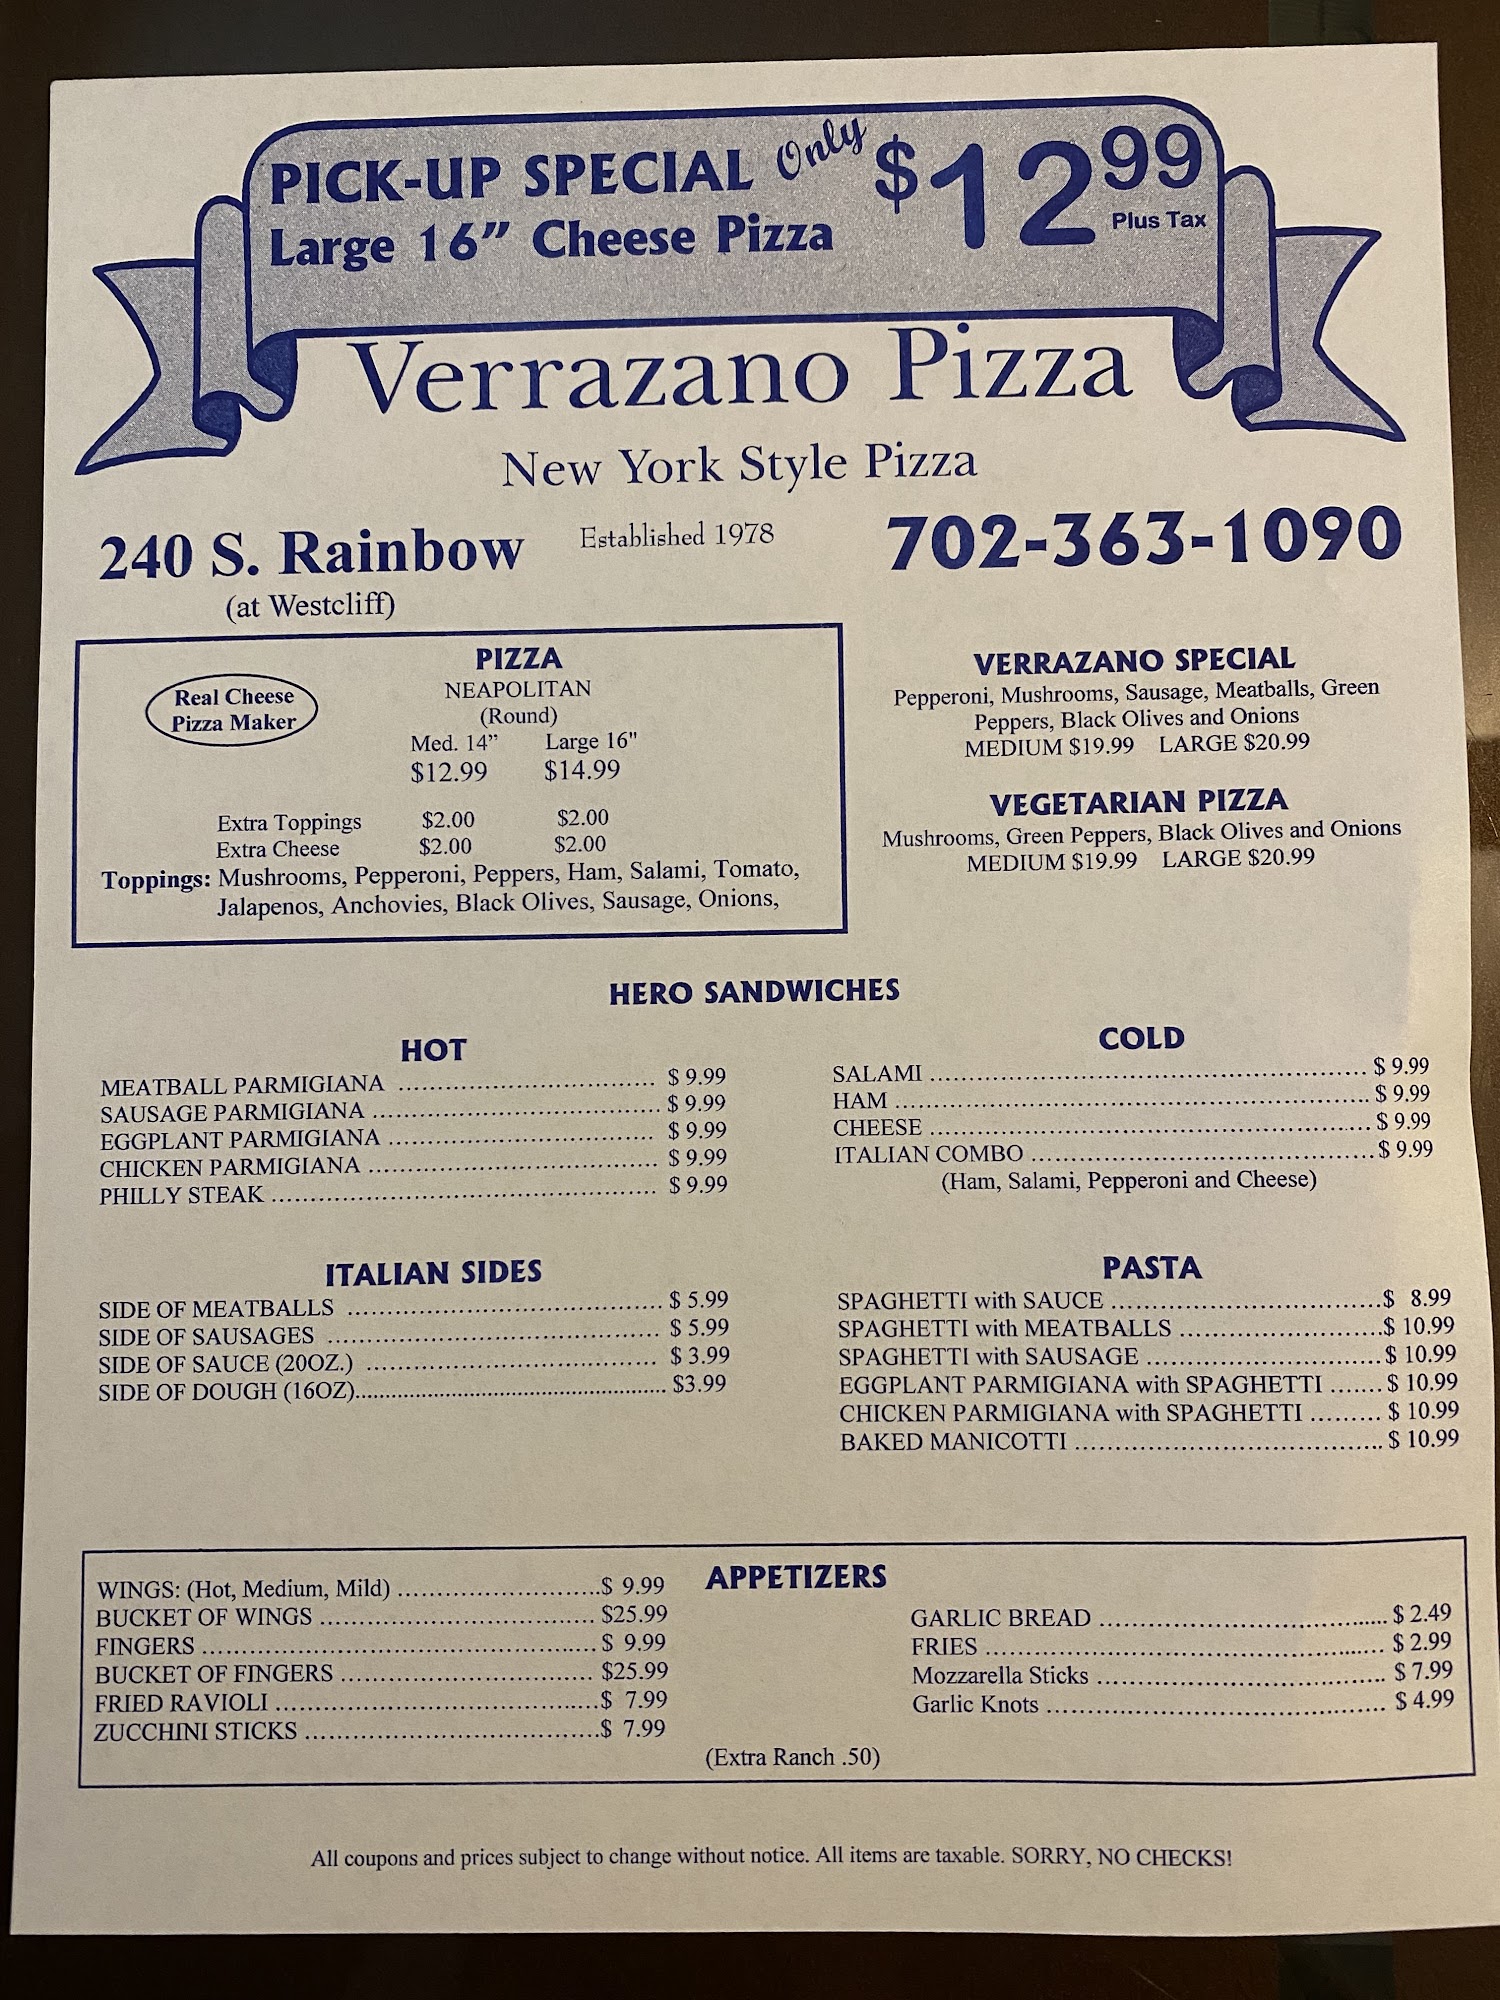 PICK-UP SPECIAL Only $12.99
Large 16” Cheese Pizza Plus Tax
Verrazano Pizza
New York Style Pizza
240 S. Rainbow
(at Westcliff)
Established 1978
702-363-1090
PIZZA
Real Cheese
Pizza Maker
NEAPOLITAN
(Round)
Med. 14” Large 16"
$12.99 $14.99
Extra Toppings $2.00 $2.00
Extra Cheese $2.00 $2.00
Toppings: Mushrooms, Pepperoni, Peppers, Ham, Salami, Tomato,
Jalapenos, Anchovies, Black Olives, Sausage, Onions,
VERRAZANO SPECIAL
Pepperoni, Mushrooms, Sausage, Meatballs, Green
Peppers, Black Olives and Onions
MEDIUM $19.99 LARGE $20.99
VEGETARIAN PIZZA
Mushrooms, Green Peppers, Black Olives and Onions
MEDIUM $19.99 LARGE $20.99
HERO SANDWICHES
HOT
MEATBALL PARMIGIANA ........ $ 9.99
SAUSAGE PARMIGIANA ........ $ 9.99
EGGPLANT PARMIGIANA ........ $ 9.99
CHICKEN PARMIGIANA ........ $ 9.99
PHILLY STEAK ........ $ 9.99
COLD
SALAMI ........ $ 9.99
HAM ........ $ 9.99
CHEESE ........ $ 9.99
ITALIAN COMBO ........ $ 9.99
(Ham, Salami, Pepperoni and Cheese)
ITALIAN SIDES
SIDE OF MEATBALLS ........ $ 5.99
SIDE OF SAUSAGES ........ $ 5.99
SIDE OF SAUCE (20OZ.) ........ $ 3.99
SIDE OF DOUGH (16OZ)........ $3.99
PASTA
SPAGHETTI with SAUCE ........$ 8.99
SPAGHETTI with MEATBALLS ........$ 10.99
SPAGHETTI with SAUSAGE ........$ 10.99
EGGPLANT PARMIGIANA with SPAGHETTI .......$ 10.99
CHICKEN PARMIGIANA with SPAGHETTI ......... $ 10.99
BAKED MANICOTTI ........ $ 10.99
APPETIZERS
WINGS: (Hot, Medium, Mild) ........$ 9.99
BUCKET OF WINGS ........ $25.99
FINGERS ........ $ 9.99
BUCKET OF FINGERS ........ $25.99
FRIED RAVIOLI ........$ 7.99
ZUCCHINI STICKS ........$ 7.99
GARLIC BREAD ........ $ 2.49
FRIES ........ $ 2.99
Mozzarella Sticks ........ $ 7.99
Garlic Knots ........ $ 4.99
(Extra Ranch .50)
All coupons and prices subject to change without notice. All items are taxable. SORRY, NO CHECKS!